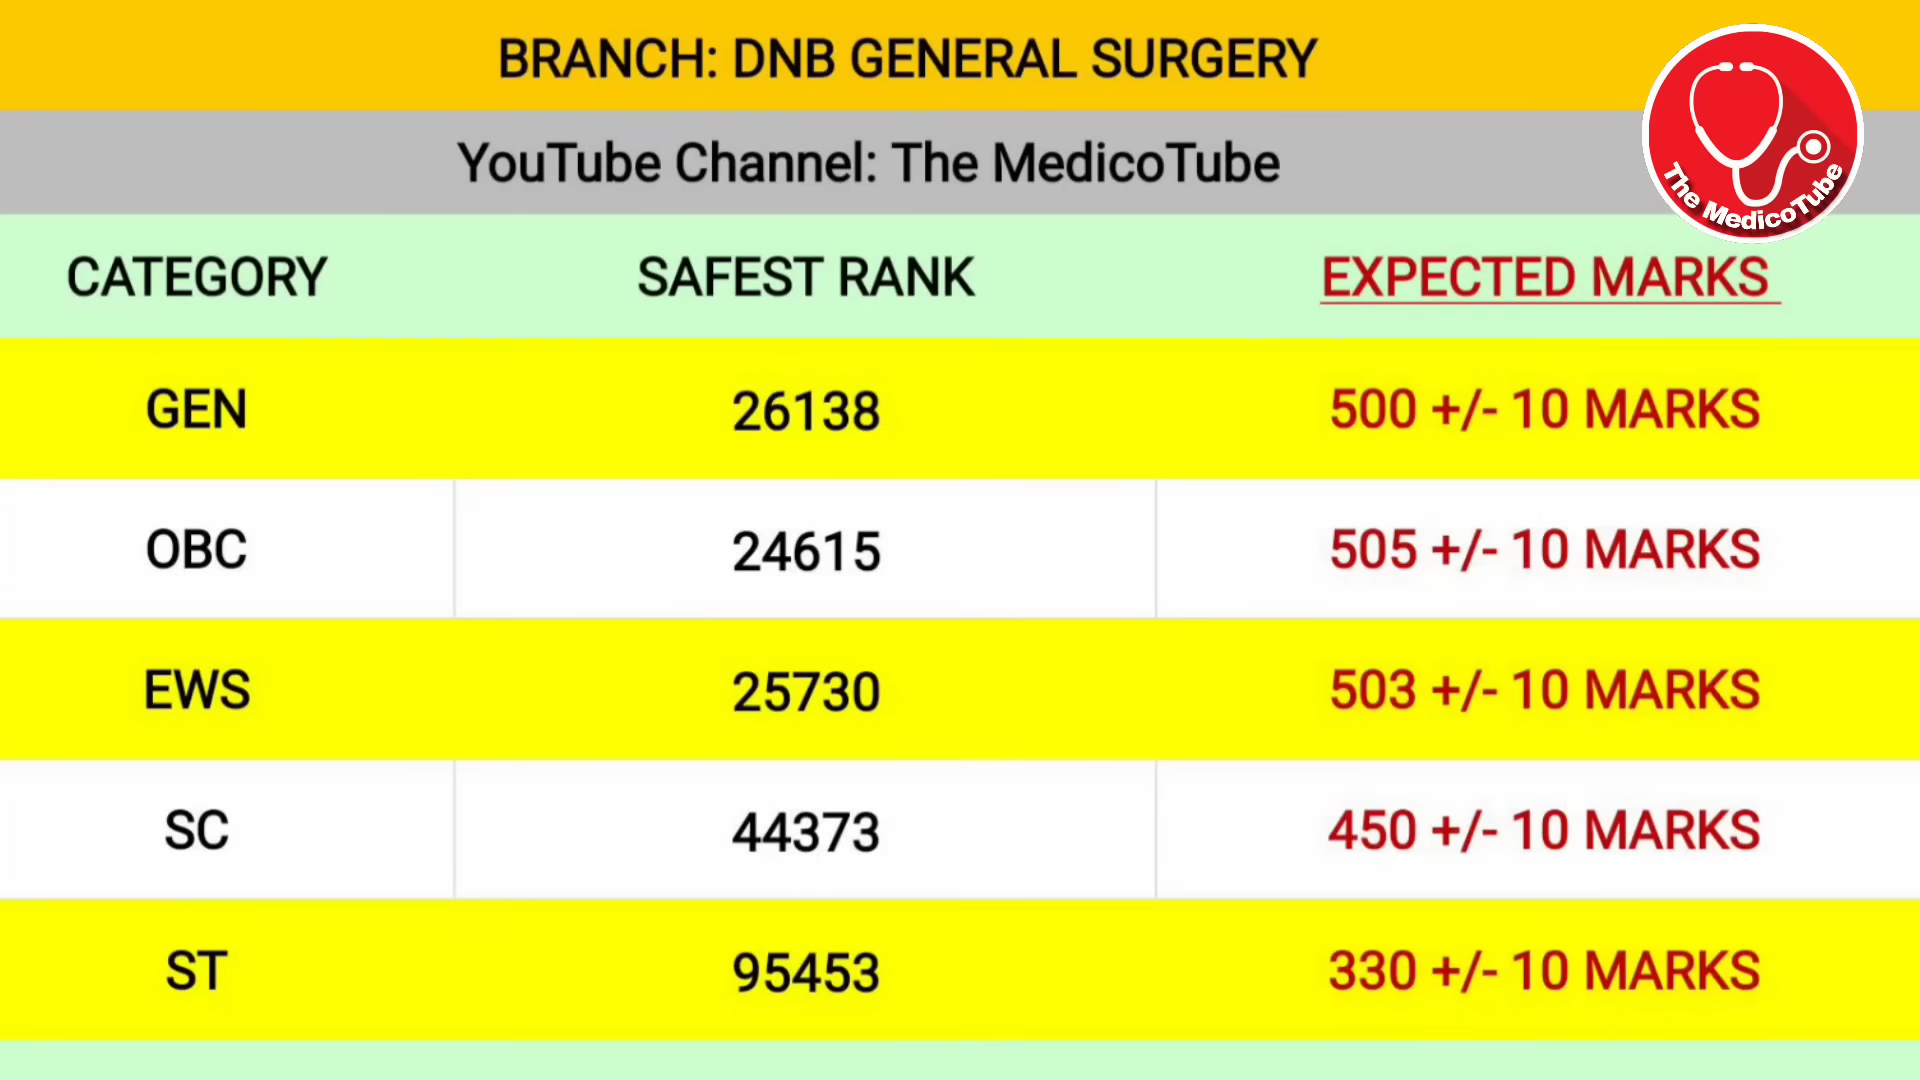 BRANCH: DNB GENERAL SURGERY
YouTube Channel: The MedicoTube
The MedicoTube
CATEGORY SAFEST RANK EXPECTED MARKS
GEN 26138 500 +/- 10 MARKS
OBC 24615 505 +/- 10 MARKS
EWS 25730 503 +/- 10 MARKS
SC 44373 450 +/- 10 MARKS
ST 95453 330 +/- 10 MARKS